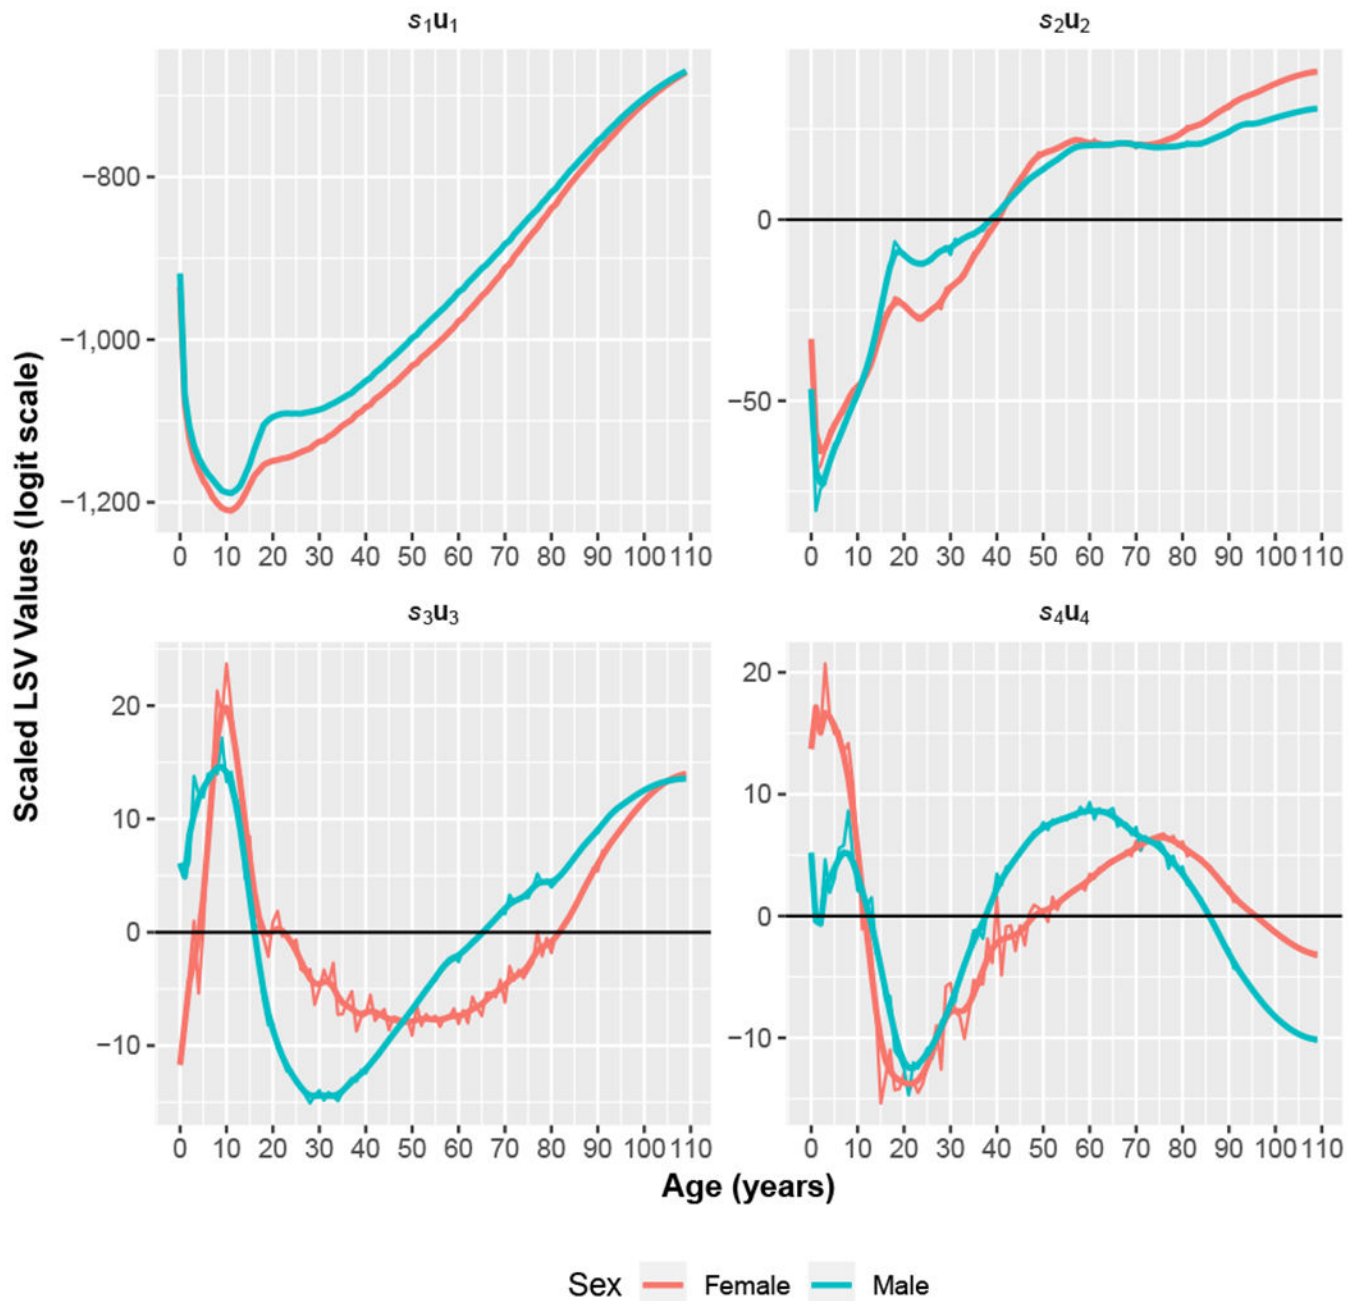 s₁u₁ s₂u₂
−800
−1,000
−1,200
0 10 20 30 40 50 60 70 80 90 100 110
0
−50
0 10 20 30 40 50 60 70 80 90 100 110
Scaled LSV Values (logit scale)
s₃u₃ s₄u₄
20
10
0
−10
0 10 20 30 40 50 60 70 80 90 100 110
20
10
0
−10
0 10 20 30 40 50 60 70 80 90 100 110
Age (years)
Sex Female Male